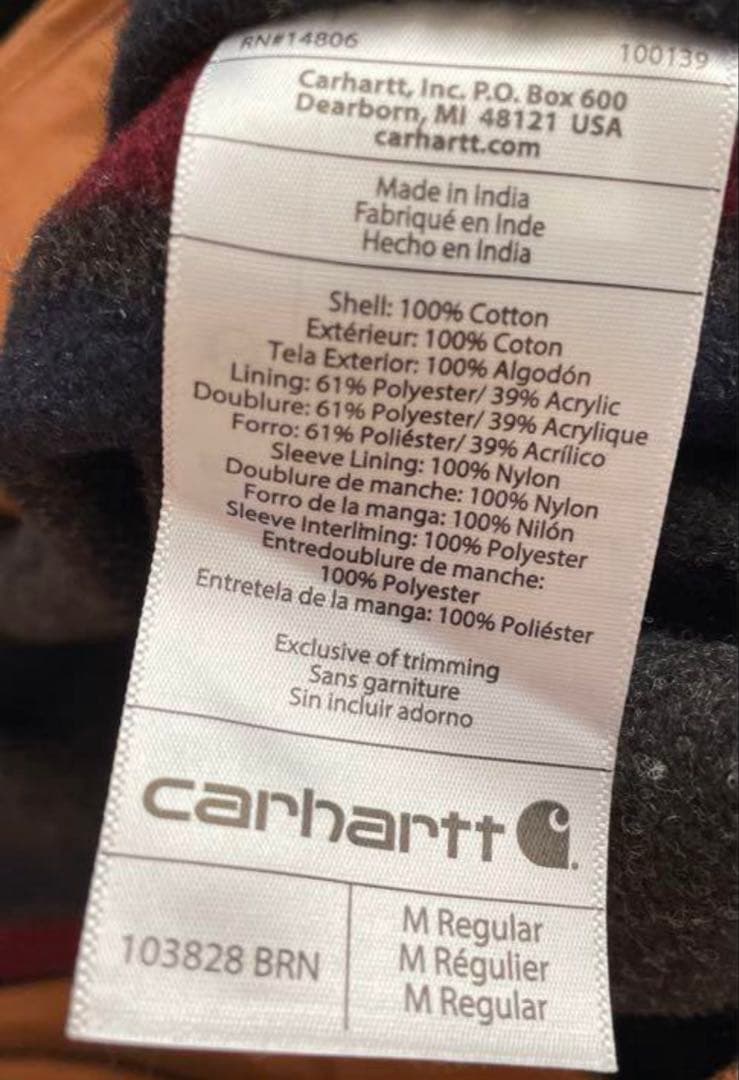 RN#14806
100139
Carhartt, Inc. P.O. Box 600
Dearborn, MI 48121 USA
carhartt.com
Made in India
Fabriqué en Inde
Hecho en India
Shell: 100% Cotton
Extérieur: 100% Coton
Tela Exterior: 100% Algodón
Lining: 61% Polyester/ 39% Acrylic
Doublure: 61% Polyester/ 39% Acrylique
Forro: 61% Poliéster/ 39% Acrílico
Sleeve Lining: 100% Nylon
Doublure de manche: 100% Nylon
Forro de la manga: 100% Nilón
Sleeve Interlining: 100% Polyester
Entredoublure de manche:
100% Polyester
Entretela de la manga: 100% Poliéster
Exclusive of trimming
Sans garniture
Sin incluir adorno
carhartt
103828 BRN
M Regular
M Régulier
M Regular